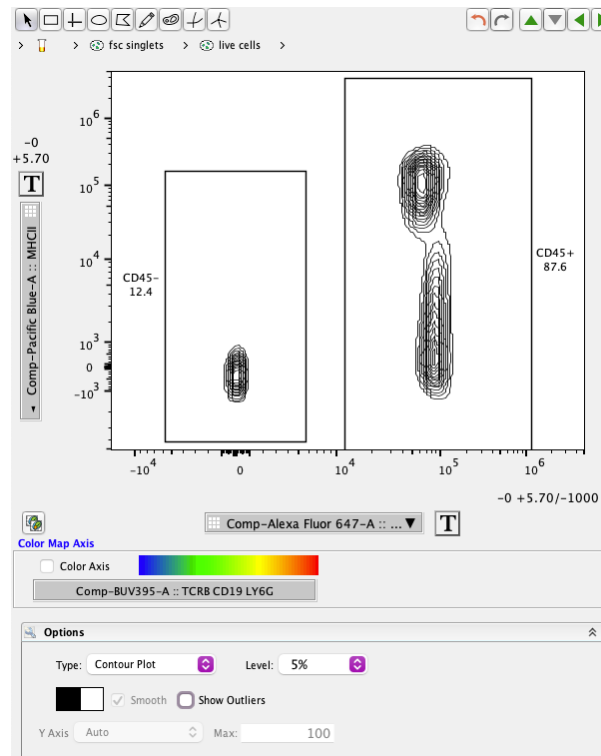 > > fsc singlets > live cells >
-0
+5.70
T
Comp-Pacific Blue-A :: MHCII
10^6
10^5
10^4
10^3
0
-10^3
CD45-
12.4
CD45+
87.6
-10^4 0 10^4 10^5 10^6
-0 +5.70/-1000
Comp-Alexa Fluor 647-A :: ... ▼ T
Color Map Axis
Color Axis
Comp-BUV395-A :: TCRB CD19 LY6G
Options
Type: Contour Plot Level: 5%
Smooth Show Outliers
Y Axis Auto Max: 100